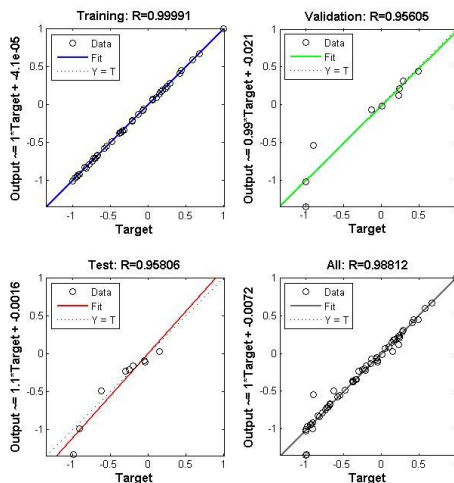 Training: R=0.99991
Output ~= 1*Target + -4.1e-05
Data
Fit
Y = T
1
0.5
0
-0.5
-1
-1 -0.5 0 0.5 1
Target
Validation: R=0.95605
Output ~= 0.99*Target + -0.021
Data
Fit
Y = T
1
0.5
0
-0.5
-1
-1 -0.5 0 0.5
Target
Test: R=0.95806
Output ~= 1.1*Target + -0.0016
Data
Fit
Y = T
1
0.5
0
-0.5
-1
-1 -0.5 0 0.5 1
Target
All: R=0.98812
Output ~= 1*Target + -0.0072
Data
Fit
Y = T
1
0.5
0
-0.5
-1
-1 -0.5 0 0.5
Target